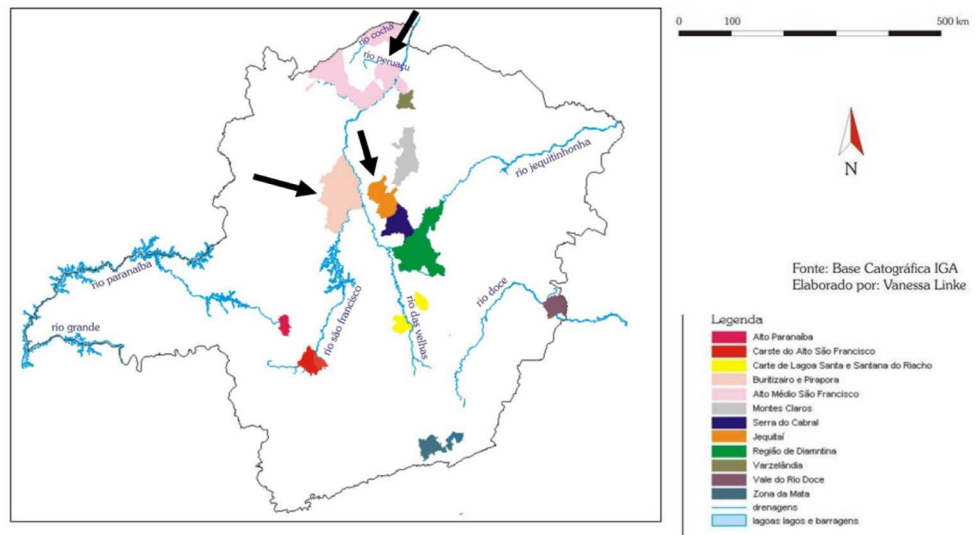 0 100 500 km
rio cochá
rio peruaçu
N
rio jequitinhonha
Fonte: Base Catográfica IGA
Elaborado por: Vanessa Linke
rio paranaíba
rio doce
rio são francisco
rio das velhas
rio grande
Legenda
Alto Paranaíba
Carste do Alto São Francisco
Carte de Lagoa Santa e Santana do Riacho
Buritizairo e Pirapora
Alto Médio São Francisco
Montes Claros
Serra do Cabral
Jequitaí
Região de Diamntina
Varzelândia
Vale do Rio Doce
Zona da Mata
drenagens
lagoas lagos e barragens